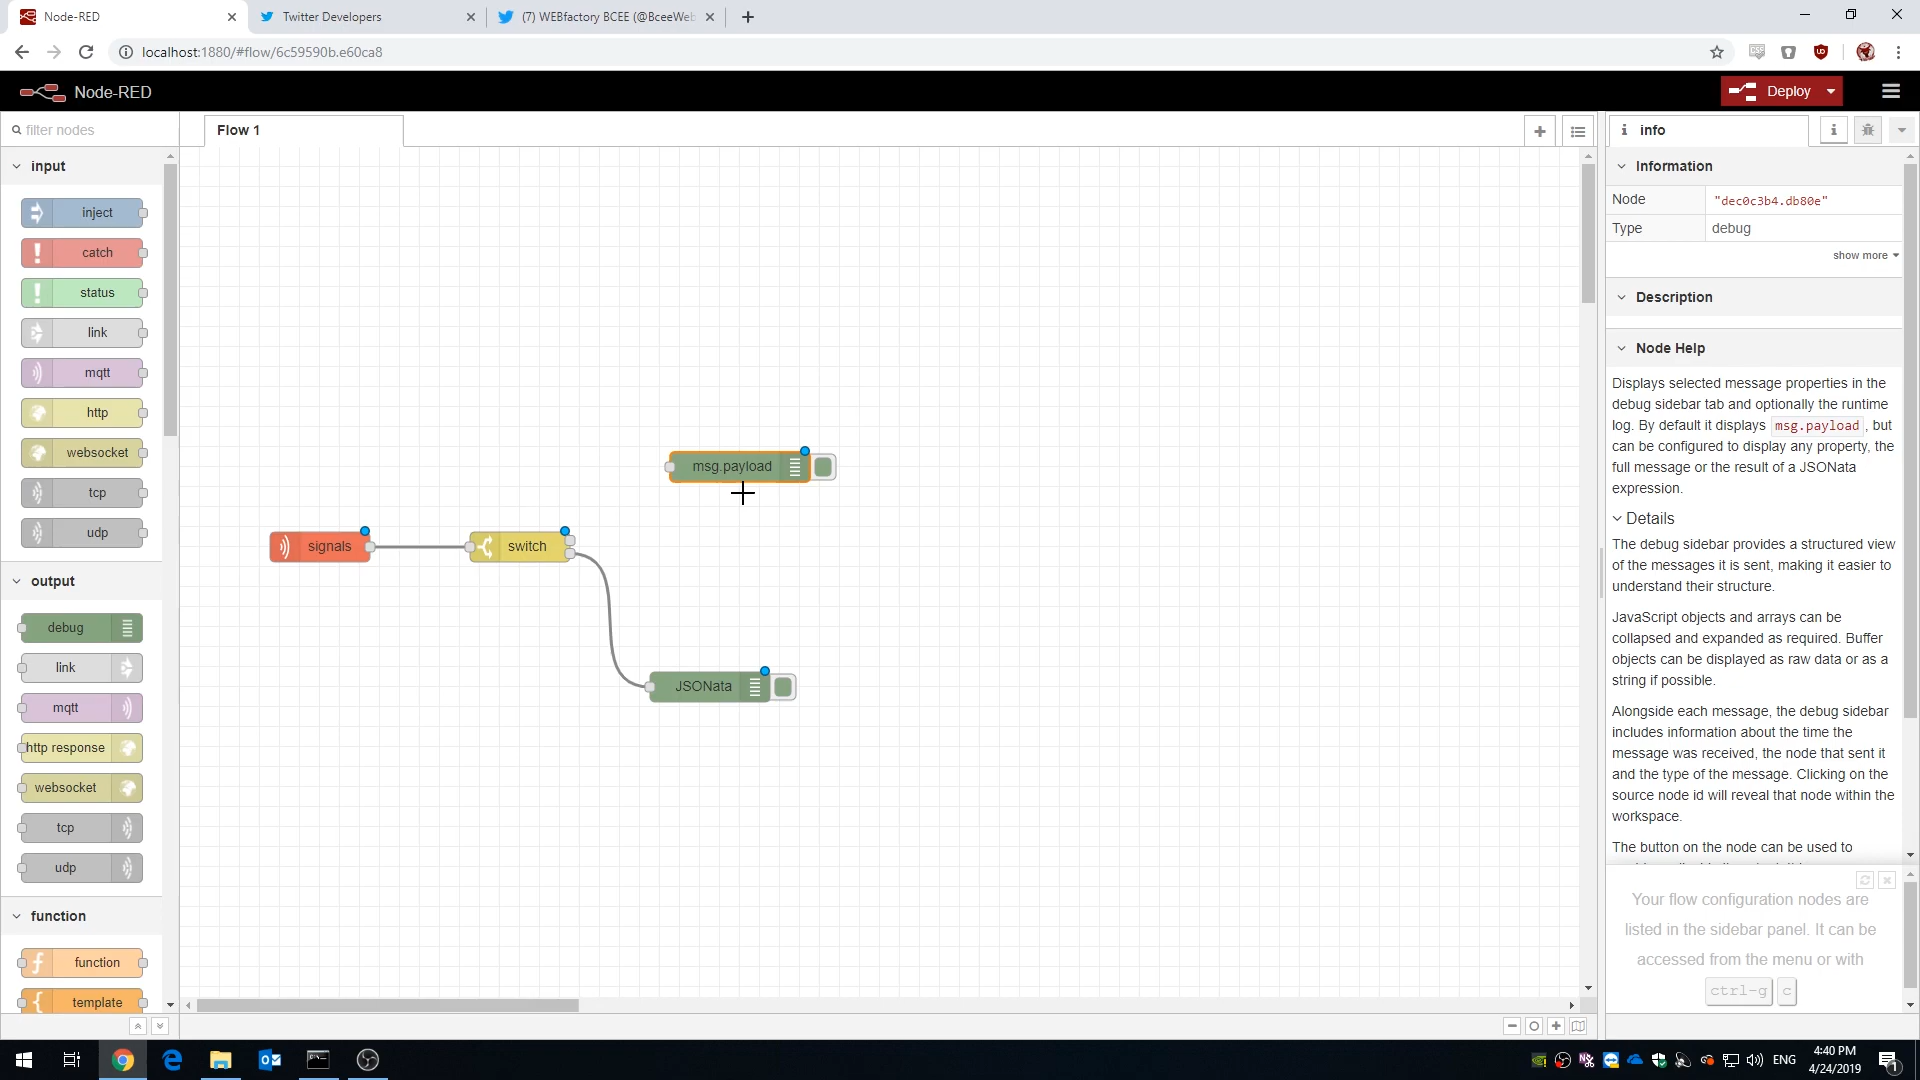 Node-RED
Twitter Developers
(7) WEBfactory BCEE (@BceeWeb
localhost:1880/#flow/6c59590b.e60ca8
Node-RED
Deploy
filter nodes
Flow 1
info
input
inject
catch
status
link
mqtt
http
websocket
tcp
udp
output
debug
link
mqtt
http response
websocket
tcp
udp
function
function
template
msg.payload
signals
switch
JSONata
Information
Node "dec0c3b4.db80e"
Type debug
show more
Description
Node Help
Displays selected message properties in the
debug sidebar tab and optionally the runtime
log. By default it displays msg.payload, but
can be configured to display any property, the
full message or the result of a JSONata
expression.
Details
The debug sidebar provides a structured view
of the messages it is sent, making it easier to
understand their structure.
JavaScript objects and arrays can be
collapsed and expanded as required. Buffer
objects can be displayed as raw data or as a
string if possible.
Alongside each message, the debug sidebar
includes information about the time the
message was received, the node that sent it
and the type of the message. Clicking on the
source node id will reveal that node within the
workspace.
The button on the node can be used to
Your flow configuration nodes are
listed in the sidebar panel. It can be
accessed from the menu or with
ctrl-g c
ENG
4:40 PM
4/24/2019
1